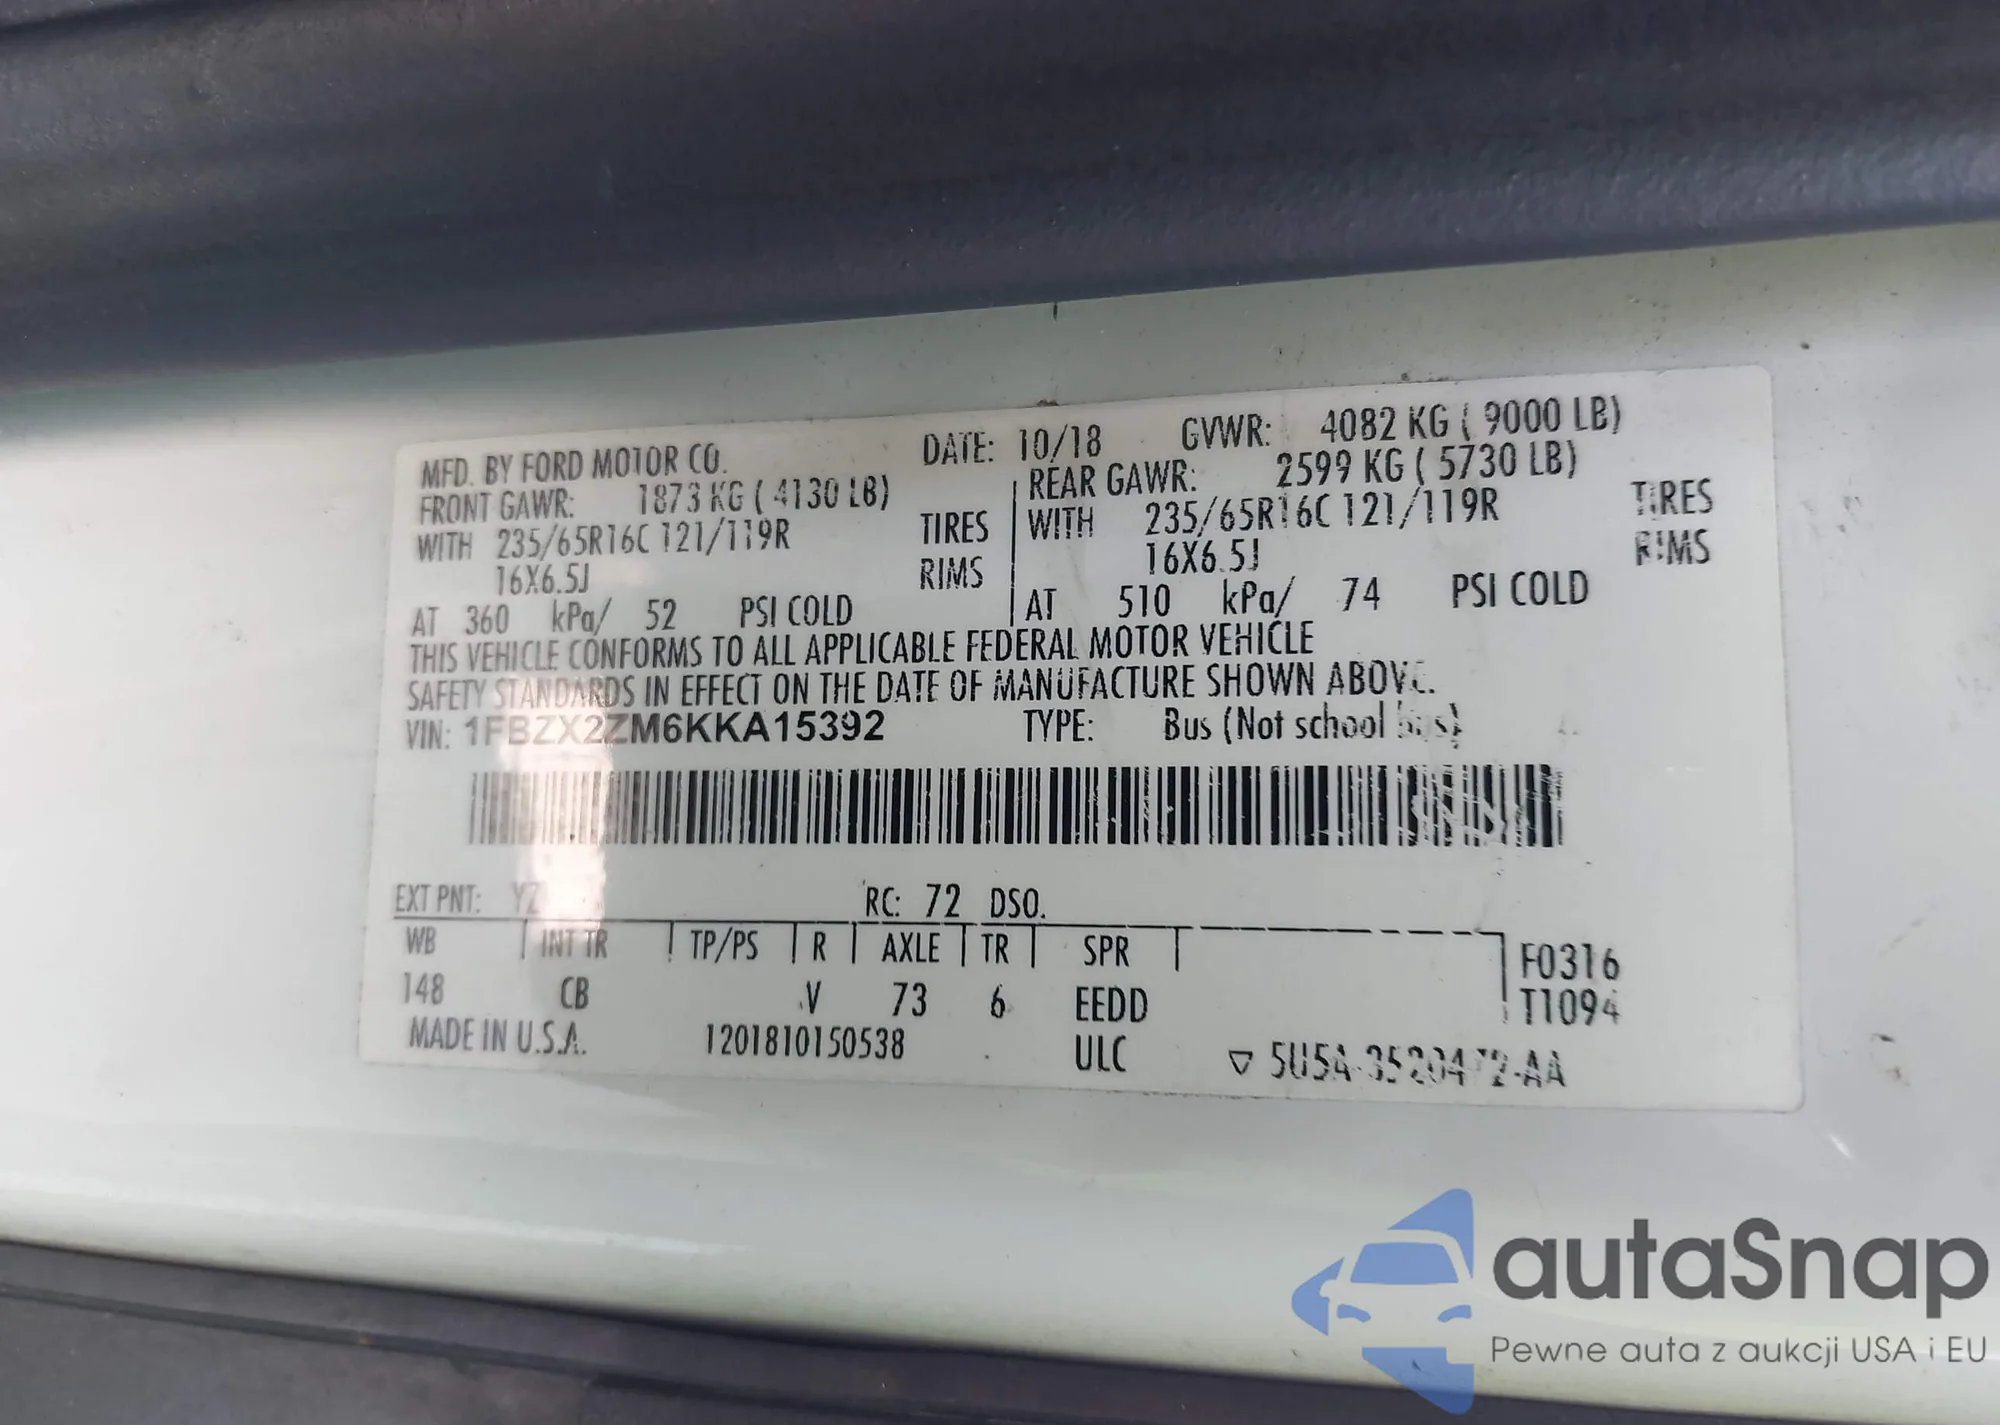 MFD. BY FORD MOTOR CO. DATE: 10/18 GVWR: 4082 KG ( 9000 LB)
FRONT GAWR: 1873 KG ( 4130 LB) REAR GAWR: 2599 KG ( 5730 LB)
WITH 235/65R16C 121/119R TIRES WITH 235/65R16C 121/119R TIRES
16X6.5J RIMS 16X6.5J RIMS
AT 360 kPa/ 52 PSI COLD AT 510 kPa/ 74 PSI COLD
THIS VEHICLE CONFORMS TO ALL APPLICABLE FEDERAL MOTOR VEHICLE
SAFETY STANDARDS IN EFFECT ON THE DATE OF MANUFACTURE SHOWN ABOVE.
VIN: 1FBZX2ZM6KKA15392 TYPE: Bus (Not school bus)
EXT PNT: YZ RC: 72 DSO.
WB INT TR TP/PS R AXLE TR SPR F0316
148 CB V 73 6 EEDD T1094
MADE IN U.S.A. 1201810150538 ULC
autaSnap
Pewne auta z aukcji USA i EU